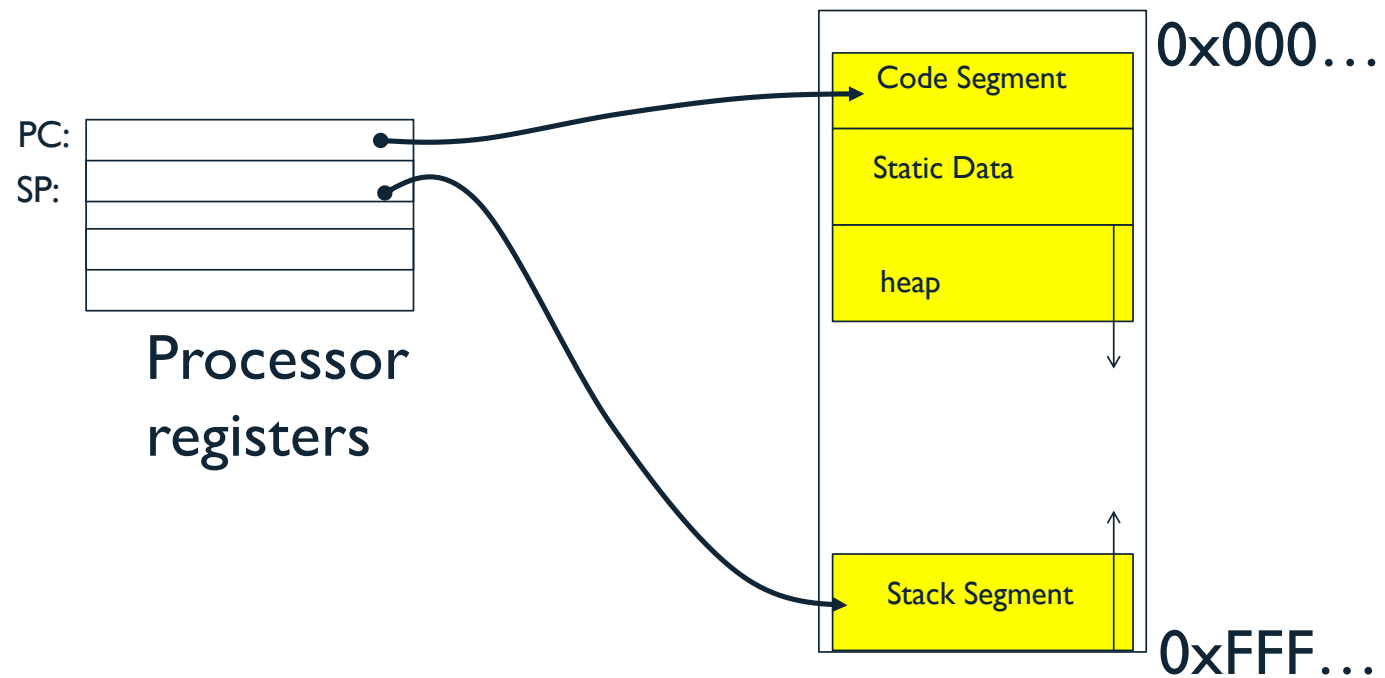 PC:
SP:
Processor
registers
0x000…
Code Segment
Static Data
heap
Stack Segment
0xFFF…